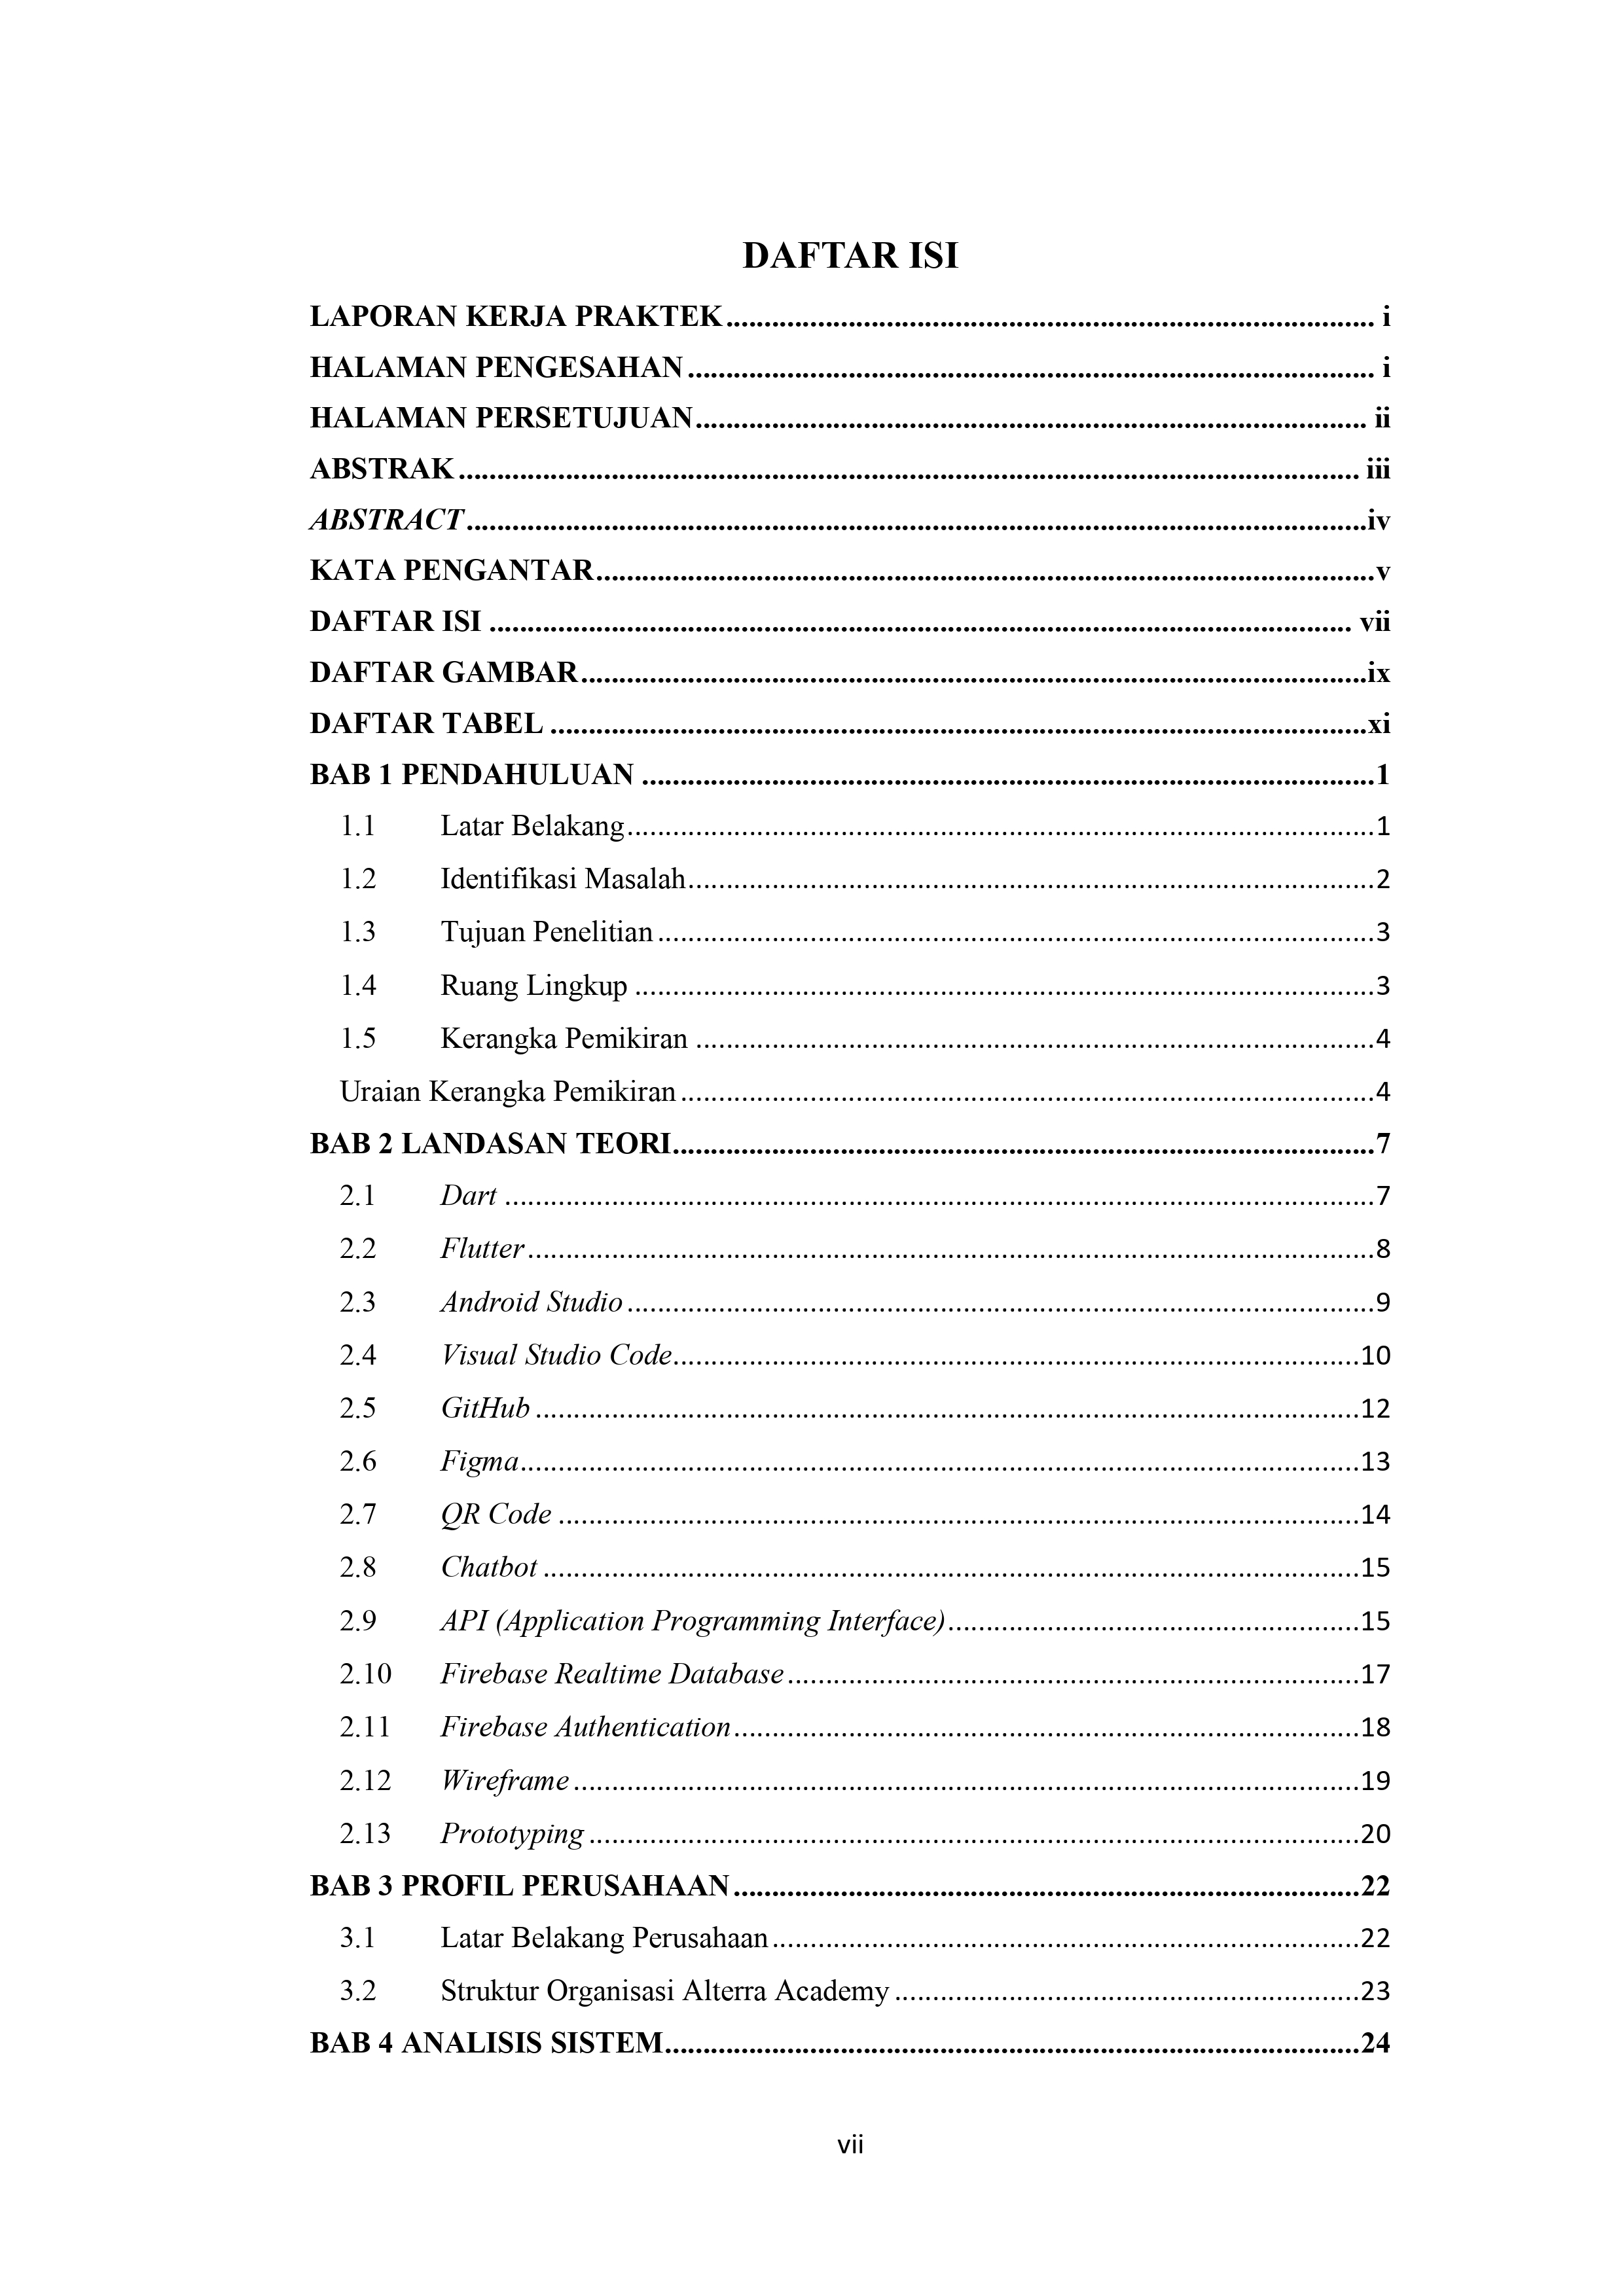 DAFTAR ISI
LAPORAN KERJA PRAKTEK ..... i
HALAMAN PENGESAHAN ..... i
HALAMAN PERSETUJUAN ..... ii
ABSTRAK ..... iii
ABSTRACT ..... iv
KATA PENGANTAR ..... v
DAFTAR ISI ..... vii
DAFTAR GAMBAR ..... ix
DAFTAR TABEL ..... xi
BAB 1 PENDAHULUAN ..... 1
1.1 Latar Belakang ..... 1
1.2 Identifikasi Masalah ..... 2
1.3 Tujuan Penelitian ..... 3
1.4 Ruang Lingkup ..... 3
1.5 Kerangka Pemikiran ..... 4
Uraian Kerangka Pemikiran ..... 4
BAB 2 LANDASAN TEORI ..... 7
2.1 Dart ..... 7
2.2 Flutter ..... 8
2.3 Android Studio ..... 9
2.4 Visual Studio Code ..... 10
2.5 GitHub ..... 12
2.6 Figma ..... 13
2.7 QR Code ..... 14
2.8 Chatbot ..... 15
2.9 API (Application Programming Interface) ..... 15
2.10 Firebase Realtime Database ..... 17
2.11 Firebase Authentication ..... 18
2.12 Wireframe ..... 19
2.13 Prototyping ..... 20
BAB 3 PROFIL PERUSAHAAN ..... 22
3.1 Latar Belakang Perusahaan ..... 22
3.2 Struktur Organisasi Alterra Academy ..... 23
BAB 4 ANALISIS SISTEM ..... 24
vii